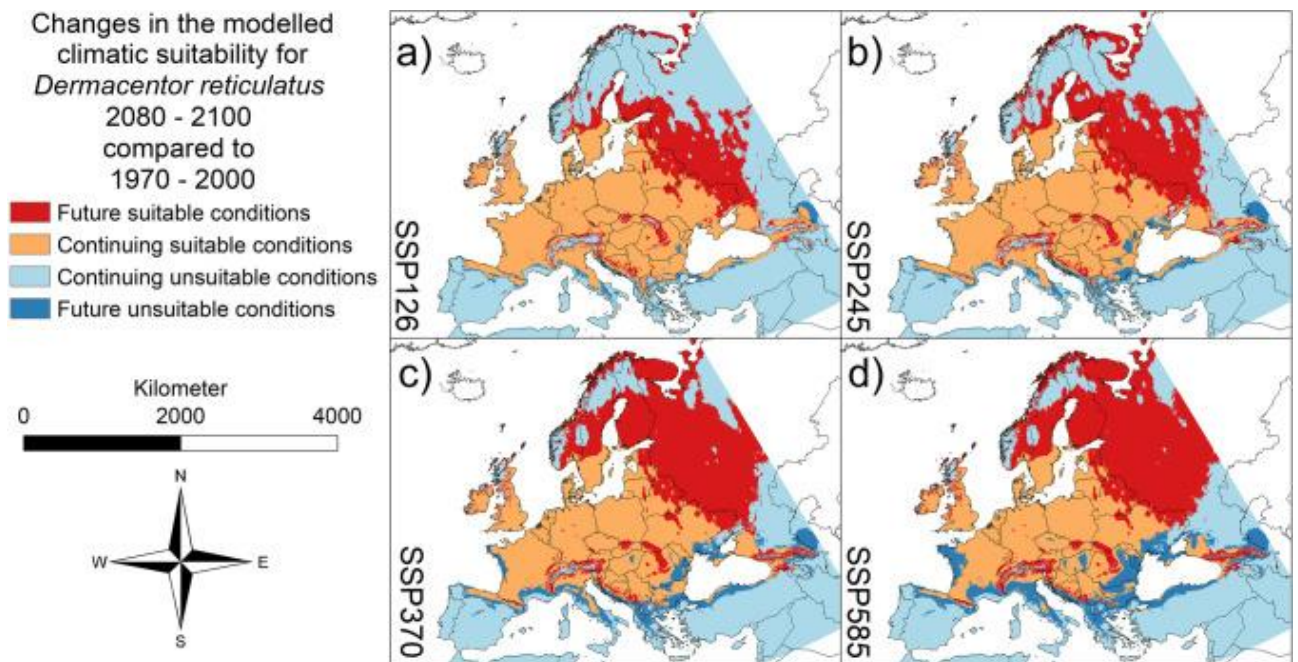 Changes in the modelled
climatic suitability for
Dermacentor reticulatus
2080 - 2100
compared to
1970 - 2000
Future suitable conditions
Continuing suitable conditions
Continuing unsuitable conditions
Future unsuitable conditions
Kilometer
0 2000 4000
N
W E
S
a)
SSP126
b)
SSP245
c)
SSP370
d)
SSP585